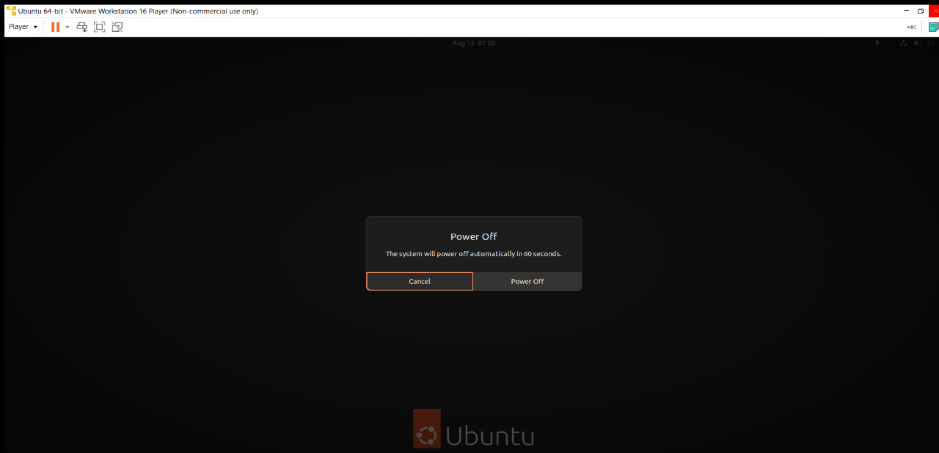 Ubuntu 64-bit - VMware Workstation 16 Player (Non-commercial use only)
Player
Aug 13 01:00
Power Off
The system will power off automatically in 60 seconds.
Cancel Power Off
Ubuntu